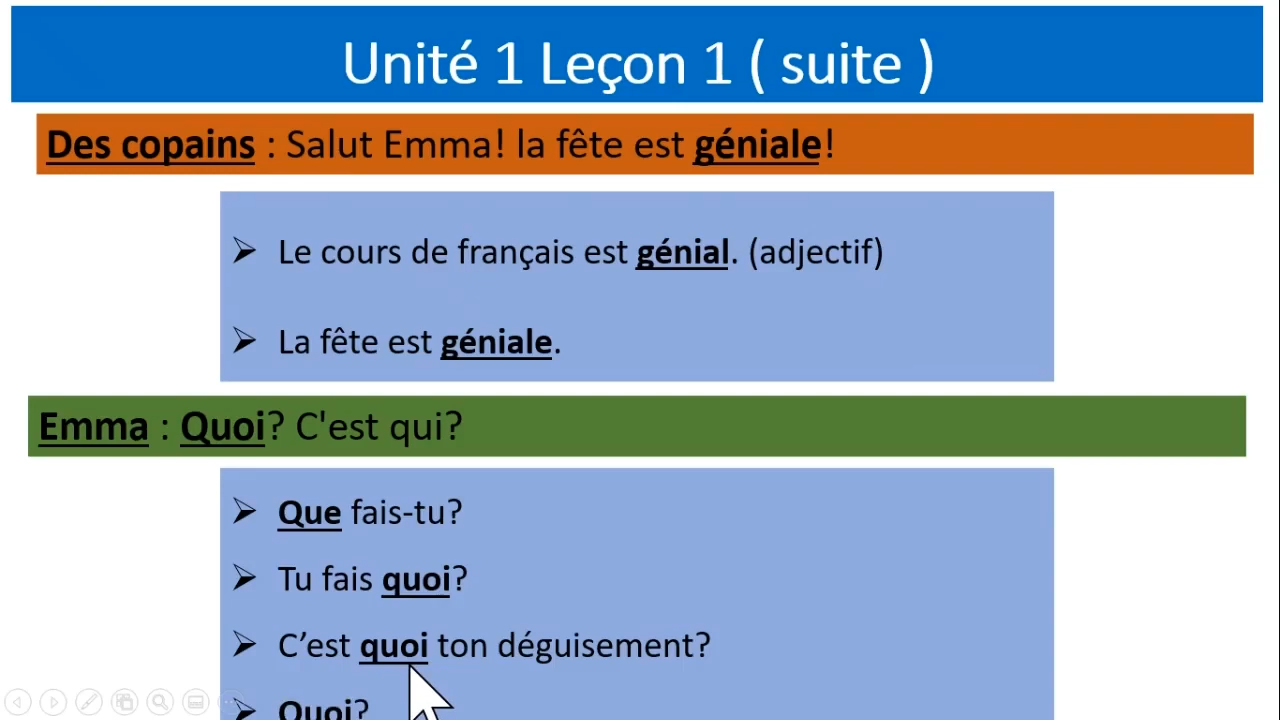 Unité 1 Leçon 1 ( suite )
Des copains : Salut Emma! la fête est géniale!
Le cours de français est génial. (adjectif)
La fête est géniale.
Emma : Quoi? C'est qui?
Que fais-tu?
Tu fais quoi?
C’est quoi ton déguisement?
Quoi?